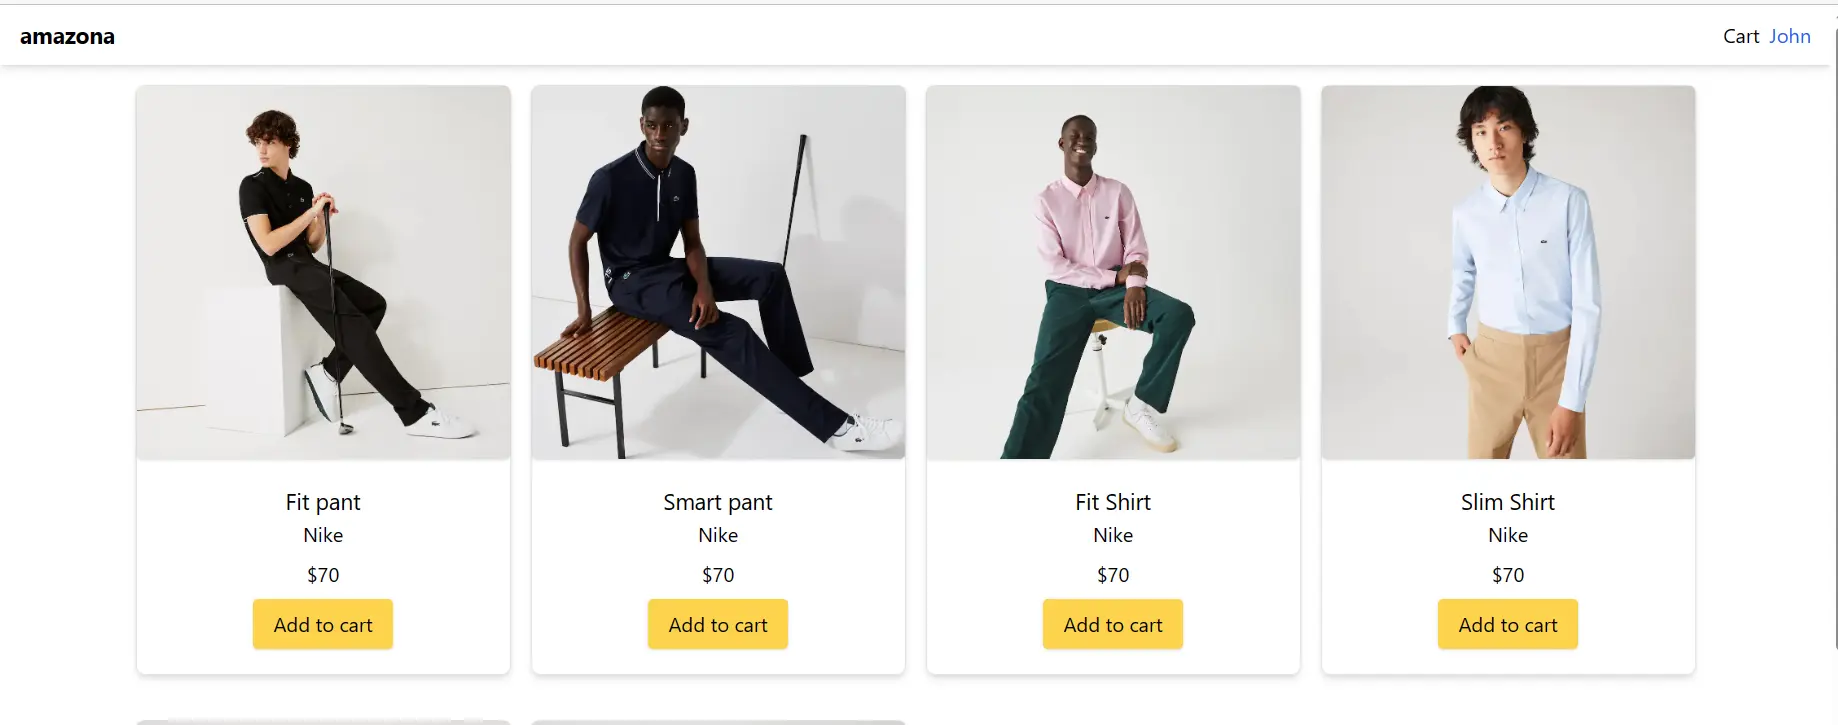 amazona
Cart John
Fit pant
Nike
$70
Add to cart
Smart pant
Nike
$70
Add to cart
Fit Shirt
Nike
$70
Add to cart
Slim Shirt
Nike
$70
Add to cart